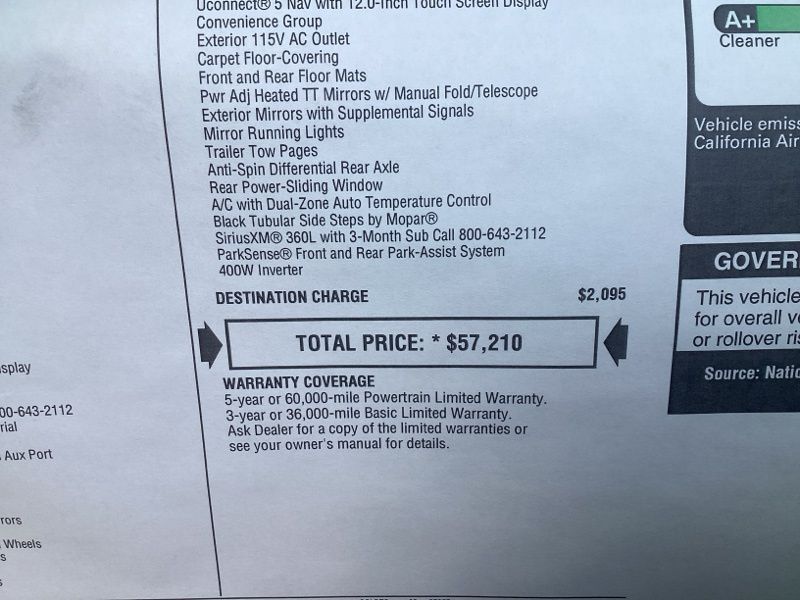 Uconnect® 5 Nav with 12.0-Inch Touch Screen Display
Convenience Group
Exterior 115V AC Outlet
Carpet Floor-Covering
Front and Rear Floor Mats
Pwr Adj Heated TT Mirrors w/ Manual Fold/Telescope
Exterior Mirrors with Supplemental Signals
Mirror Running Lights
Trailer Tow Pages
Anti-Spin Differential Rear Axle
Rear Power-Sliding Window
A/C with Dual-Zone Auto Temperature Control
Black Tubular Side Steps by Mopar®
SiriusXM® 360L with 3-Month Sub Call 800-643-2112
ParkSense® Front and Rear Park-Assist System
400W Inverter
DESTINATION CHARGE $2,095
TOTAL PRICE: * $57,210
WARRANTY COVERAGE
5-year or 60,000-mile Powertrain Limited Warranty.
3-year or 36,000-mile Basic Limited Warranty.
Ask Dealer for a copy of the limited warranties or
see your owner's manual for details.
splay
00-643-2112
rial
Aux Port
rors
Wheels
s
s
A+
Cleaner
Vehicle emiss
California Air
GOVER
This vehicle
for overall v
or rollover ris
Source: Natio